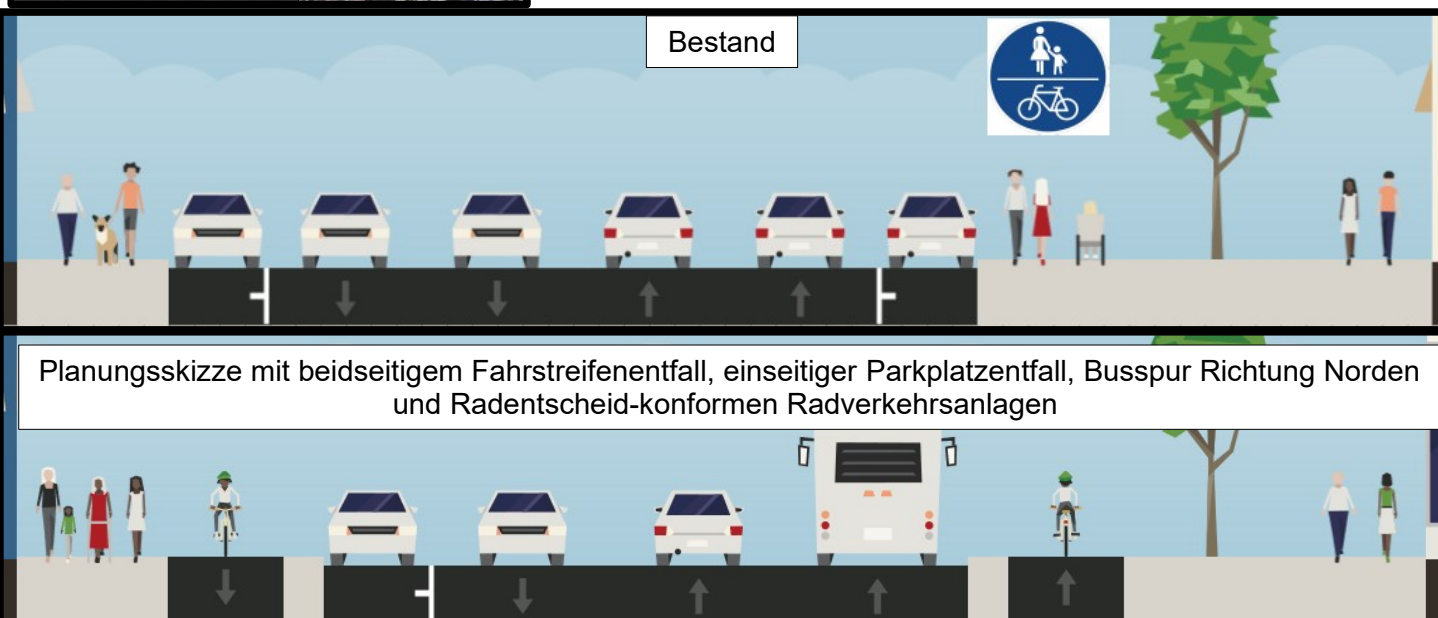 Bestand
Planungsskizze mit beidseitigem Fahrstreifenentfall, einseitiger Parkplatzentfall, Busspur Richtung Norden
und Radentscheid-konformen Radverkehrsanlagen